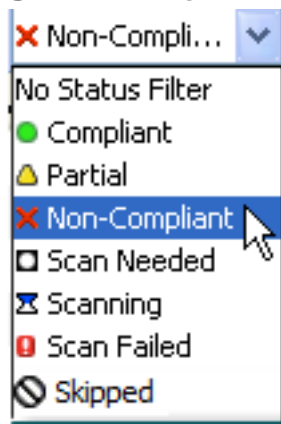 Non-Compli...
No Status Filter
Compliant
Partial
Non-Compliant
Scan Needed
Scanning
Scan Failed
Skipped